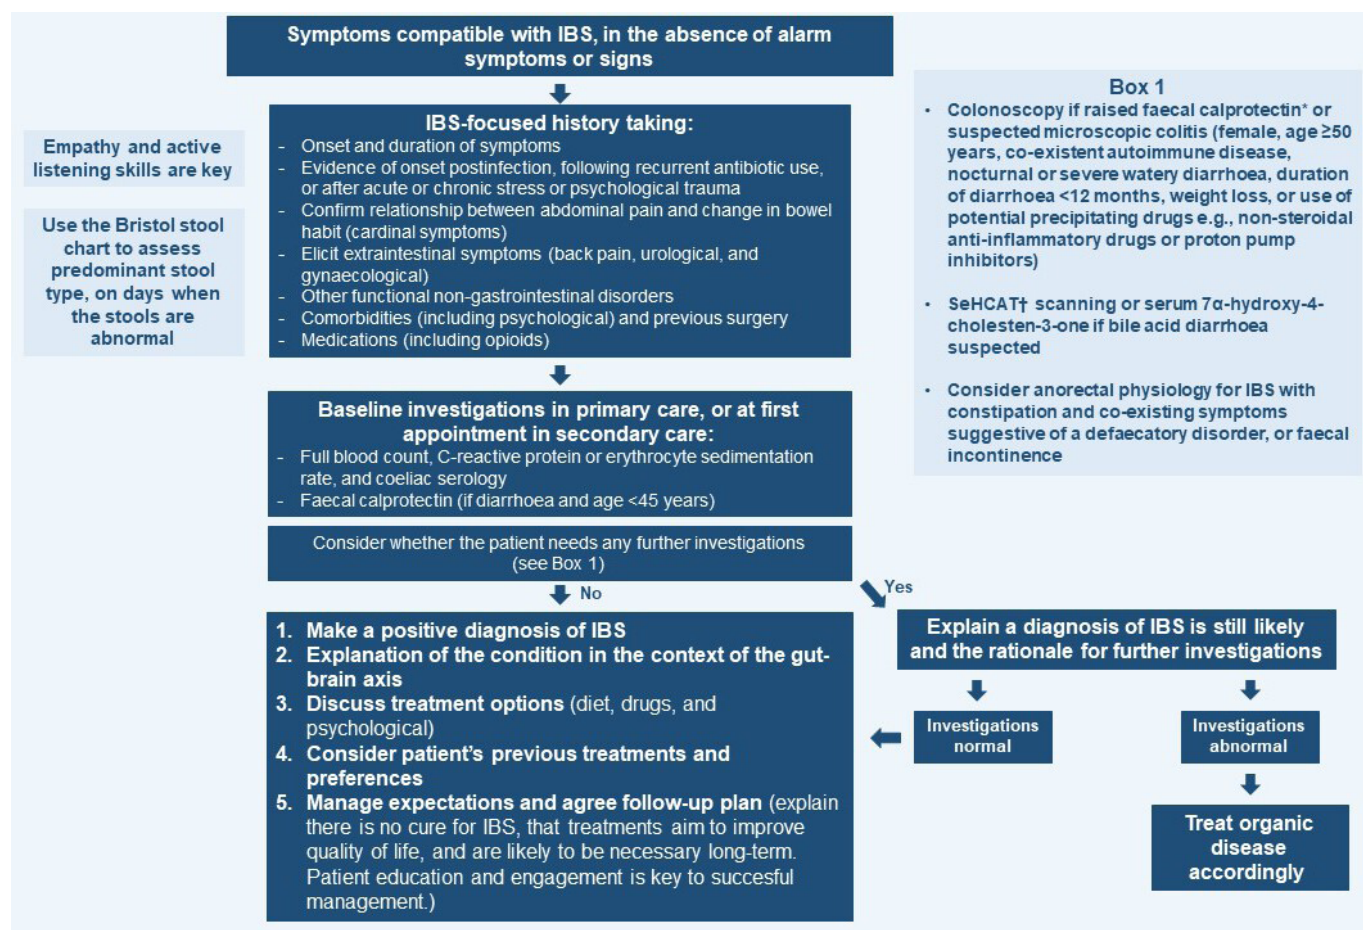 Symptoms compatible with IBS, in the absence of alarm
symptoms or signs
IBS-focused history taking:
- Onset and duration of symptoms
- Evidence of onset postinfection, following recurrent antibiotic use,
or after acute or chronic stress or psychological trauma
- Confirm relationship between abdominal pain and change in bowel
habit (cardinal symptoms)
- Elicit extraintestinal symptoms (back pain, urological, and
gynaecological)
- Other functional non-gastrointestinal disorders
- Comorbidities (including psychological) and previous surgery
- Medications (including opioids)
Empathy and active
listening skills are key
Use the Bristol stool
chart to assess
predominant stool
type, on days when
the stools are
abnormal
Box 1
• Colonoscopy if raised faecal calprotectin* or
suspected microscopic colitis (female, age ≥50
years, co-existent autoimmune disease,
nocturnal or severe watery diarrhoea, duration
of diarrhoea <12 months, weight loss, or use of
potential precipitating drugs e.g., non-steroidal
anti-inflammatory drugs or proton pump
inhibitors)
• SeHCAT† scanning or serum 7α-hydroxy-4-
cholesten-3-one if bile acid diarrhoea
suspected
• Consider anorectal physiology for IBS with
constipation and co-existing symptoms
suggestive of a defaecatory disorder, or faecal
incontinence
Baseline investigations in primary care, or at first
appointment in secondary care:
- Full blood count, C-reactive protein or erythrocyte sedimentation
rate, and coeliac serology
- Faecal calprotectin (if diarrhoea and age <45 years)
Consider whether the patient needs any further investigations
(see Box 1)
No
Yes
1. Make a positive diagnosis of IBS
2. Explanation of the condition in the context of the gut-
brain axis
3. Discuss treatment options (diet, drugs, and
psychological)
4. Consider patient's previous treatments and
preferences
5. Manage expectations and agree follow-up plan (explain
there is no cure for IBS, that treatments aim to improve
quality of life, and are likely to be necessary long-term.
Patient education and engagement is key to succesful
management.)
Explain a diagnosis of IBS is still likely
and the rationale for further investigations
Investigations
normal
Investigations
abnormal
Treat organic
disease
accordingly